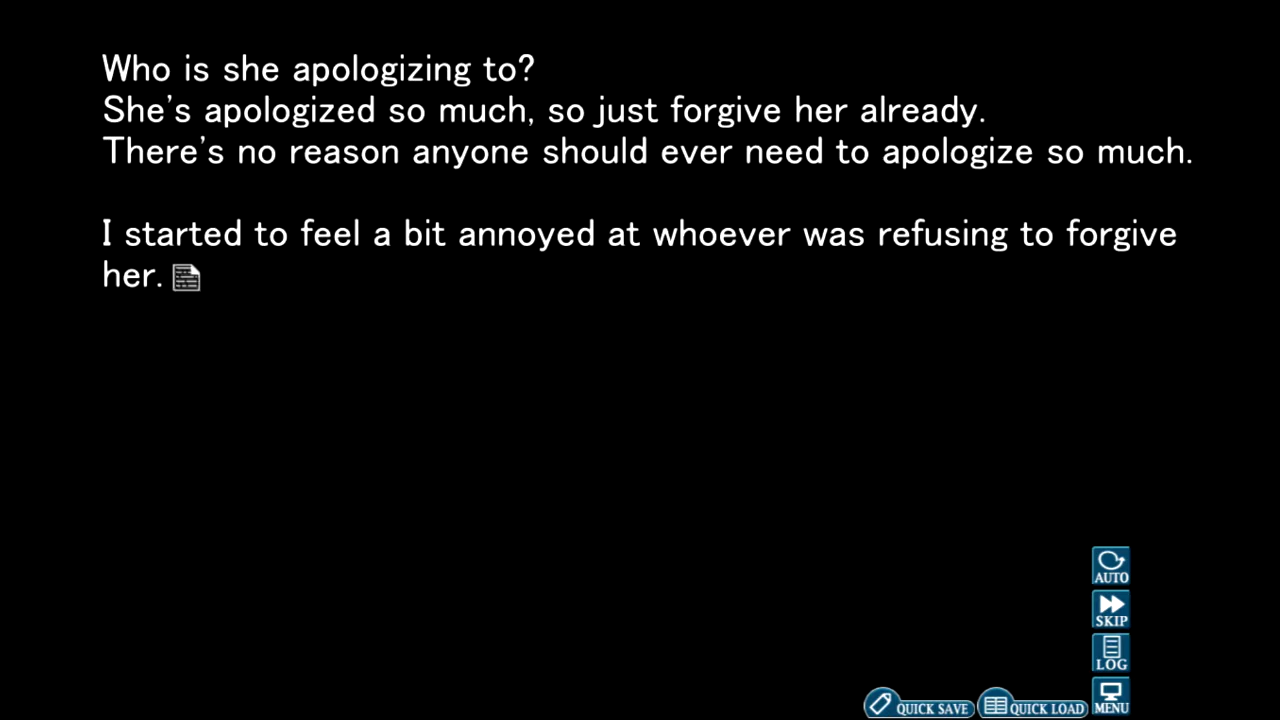 Who is she apologizing to?
She's apologized so much, so just forgive her already.
There's no reason anyone should ever need to apologize so much.
I started to feel a bit annoyed at whoever was refusing to forgive
her.
AUTO
SKIP
LOG
QUICK SAVE QUICK LOAD MENU